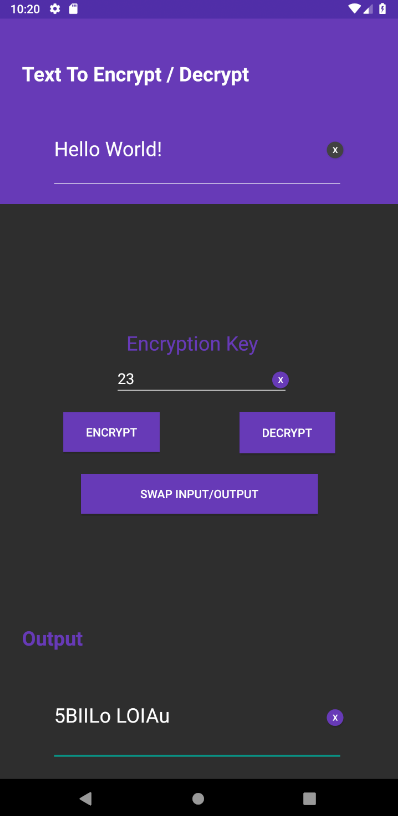 10:20
Text To Encrypt / Decrypt
Hello World!
X
Encryption Key
23
X
ENCRYPT
DECRYPT
SWAP INPUT/OUTPUT
Output
5BIILo LOIAu
X